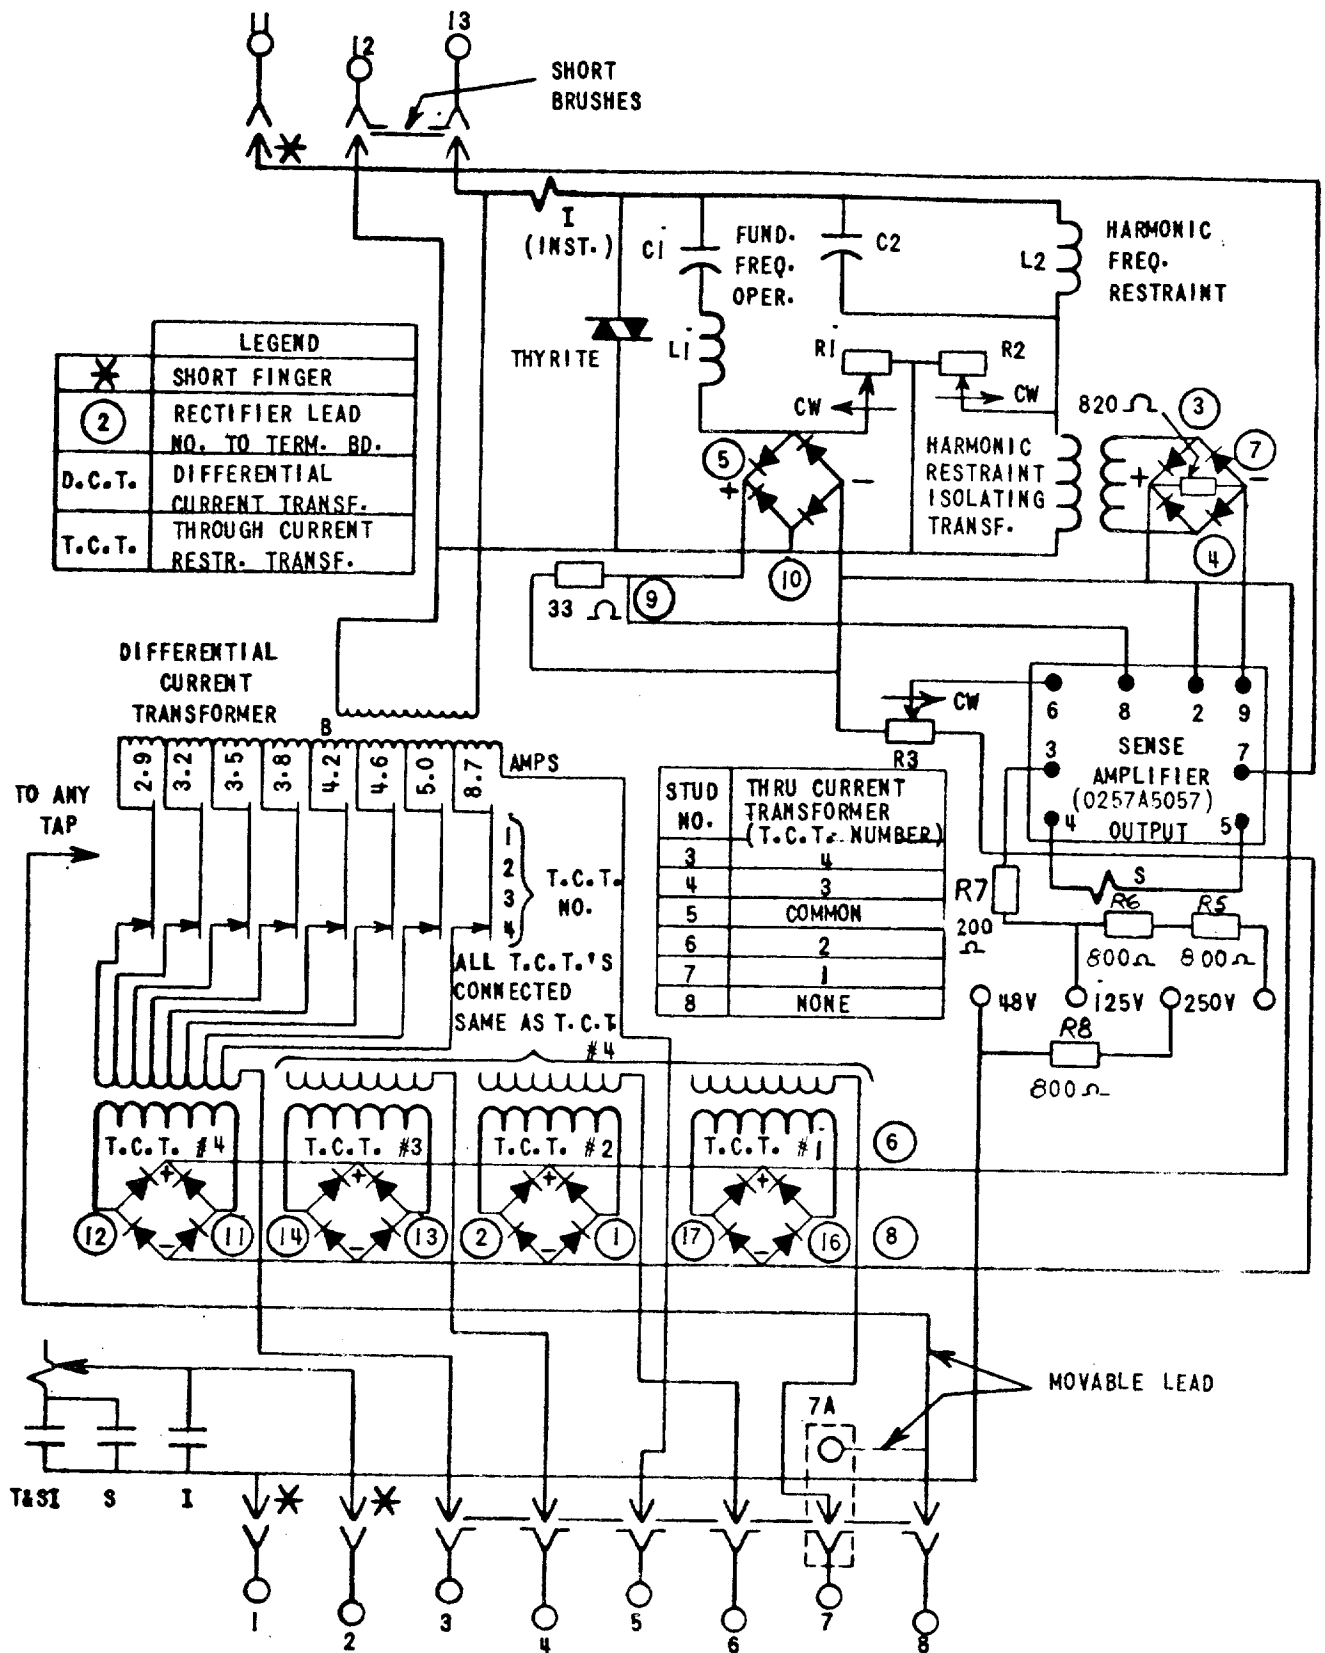 11
12
13
SHORT
BRUSHES
I
(INST.)
C1
FUND.
FREQ.
OPER.
C2
L2
HARMONIC
FREQ.
RESTRAINT
LEGEND
SHORT FINGER
2
RECTIFIER LEAD
NO. TO TERM. BD.
D.C.T.
DIFFERENTIAL
CURRENT TRANSF.
T.C.T.
THROUGH CURRENT
RESTR. TRANSF.
THYRITE
L1
R1
R2
CW
CW
820 Ω
3
5
+
-
HARMONIC
RESTRAINT
ISOLATING
TRANSF.
+
-
7
4
10
33 Ω
9
DIFFERENTIAL
CURRENT
TRANSFORMER
B
2.9
3.2
3.5
3.8
4.2
4.6
5.0
8.7
AMPS
TO ANY
TAP
1
2
3
4
T.C.T.
NO.
CW
R3
6
8
2
9
3
SENSE
7
AMPLIFIER
(0257A5057)
4
OUTPUT
5
STUD
NO.
THRU CURRENT
TRANSFORMER
(T.C.T. NUMBER)
3 4
4 3
5 COMMON
6 2
7 1
8 NONE
S
R7
200
Ω
R6
R5
800Ω
800Ω
48V
125V
250V
R8
800Ω
ALL T.C.T.'S
CONNECTED
SAME AS T.C.T.
#4
T.C.T. #4
T.C.T. #3
T.C.T. #2
T.C.T. #1
6
+
+
+
+
12
-
11
14
-
13
2
-
1
17
-
16
8
MOVABLE LEAD
7A
T&SI
S
I
1
2
3
4
5
6
7
8